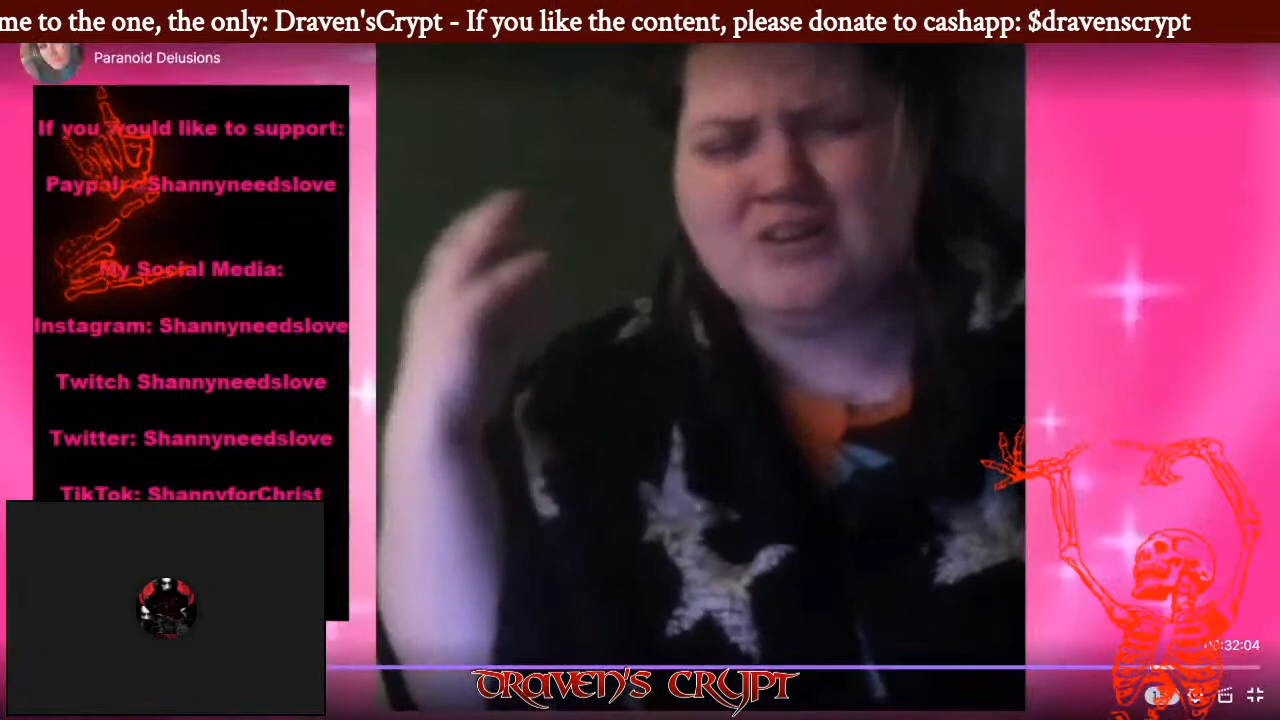 me to the one, the only: Draven'sCrypt - If you like the content, please donate to cashapp: $dravenscrypt
Paranoid Delusions
If you would like to support:
Shannyneedslove
My Social Media:
Instagram: Shannyneedslove
Twitch Shannyneedslove
Twitter: Shannyneedslove
TikTok: ShannyforChrist
:32:04
DRAVEN'S CRYPT